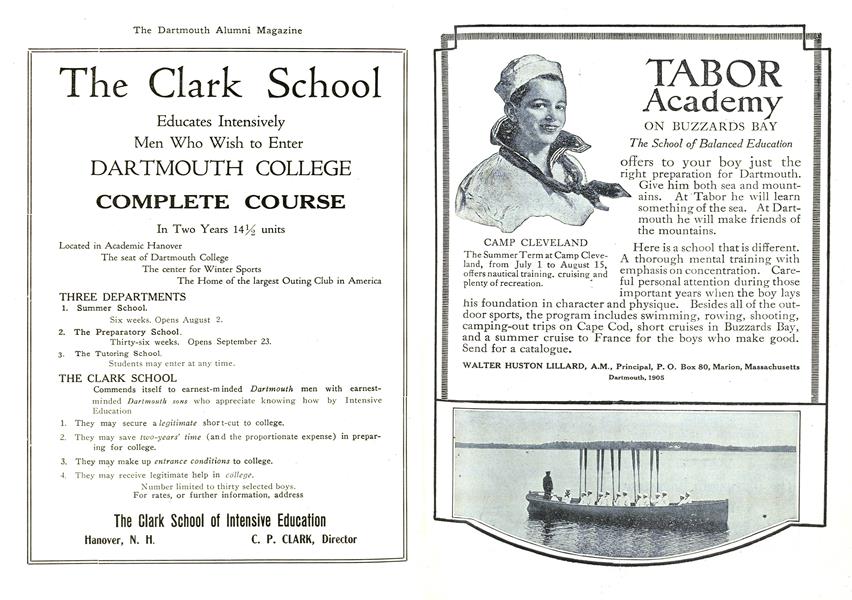 The Dartmouth Alumni Magazine
The Clark School
Educates Intensively
Men Who Wish to Enter
DARTMOUTH COLLEGE
COMPLETE COURSE
In Two Years 14½ units
Located in Academic Hanover
The seat of Dartmouth College
The center for Winter Sports
The Home of the largest Outing Club in America
THREE DEPARTMENTS
1. Summer School.
Six weeks. Opens August 2.
2. The Preparatory School.
Thirty-six weeks. Opens September 23.
3. The Tutoring School.
Students may enter at any time.
THE CLARK SCHOOL
Commends itself to earnest-minded Dartmouth men with earnest-
minded Dartmouth sons who appreciate knowing how by Intensive
Education
1. They may secure a legitimate short-cut to college.
2. They may save two-years' time (and the proportionate expense) in prepar-
ing for college.
3. They may make up entrance conditions to college.
4. They may receive legitimate help in college.
Number limited to thirty selected boys.
For rates, or further information, address
The Clark School of Intensive Education
Hanover, N. H. C. P. CLARK, Director
TABOR
Academy
ON BUZZARDS BAY
The School of Balanced Education
offers to your boy just the
right preparation for Dartmouth.
Give him both sea and mount-
ains. At Tabor he will learn
something of the sea. At Dart-
mouth he will make friends of
the mountains.
CAMP CLEVELAND
The Summer Term at Camp Cleve-
land, from July 1 to August 15,
offers nautical training, cruising and
plenty of recreation.
Here is a school that is different.
A thorough mental training with
emphasis on concentration. Care-
ful personal attention during those
important years when the boy lays
his foundation in character and physique. Besides all of the out-
door sports, the program includes swimming, rowing, shooting,
camping-out trips on Cape Cod, short cruises in Buzzards Bay,
and a summer cruise to France for the boys who make good.
Send for a catalogue.
WALTER HUSTON LILLARD, A.M., Principal, P. O. Box 80, Marion, Massachusetts
Dartmouth, 1905